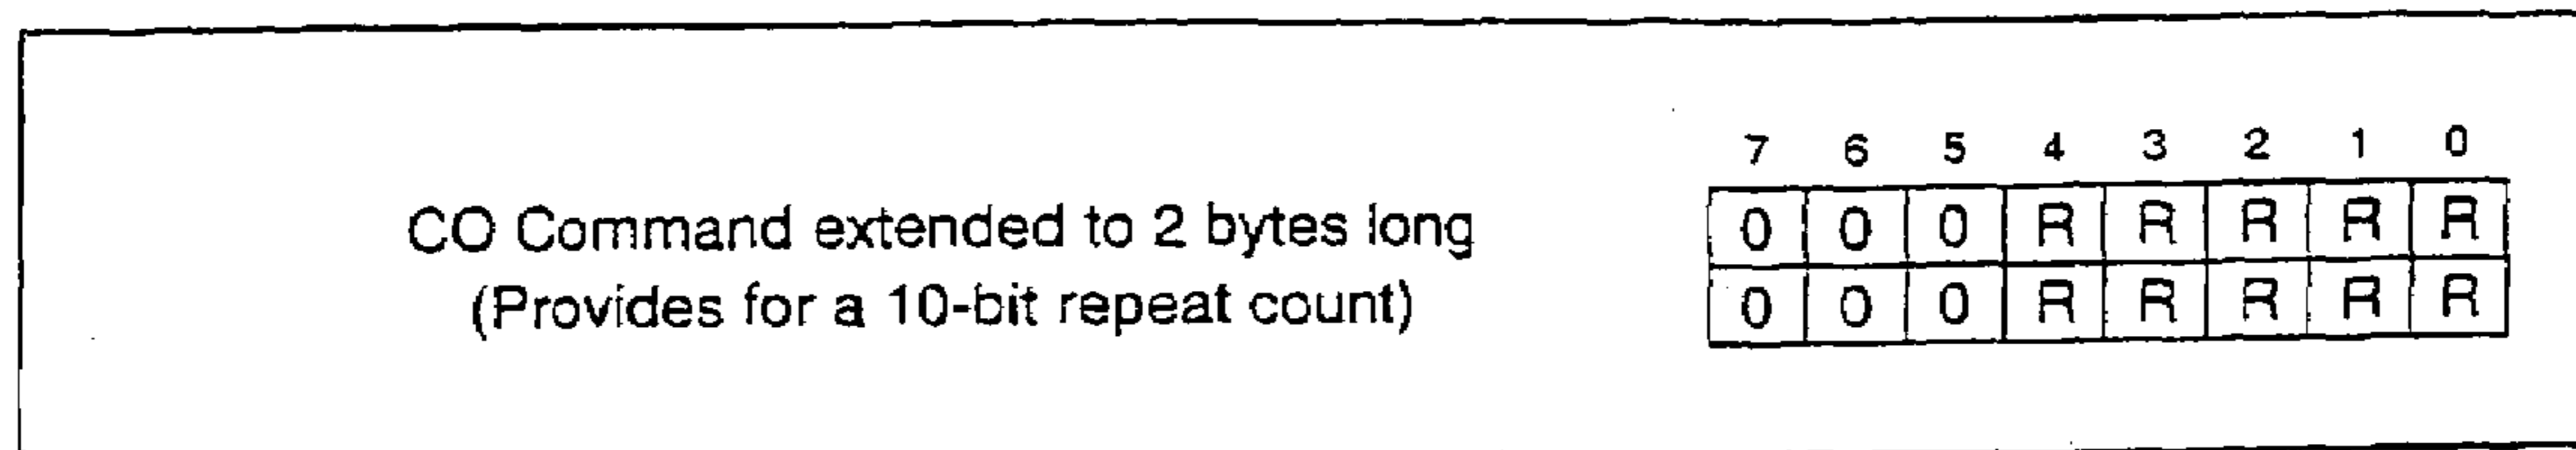 7 6 5 4 3 2 1 0
CO Command extended to 2 bytes long 0 0 0 R R R R R
(Provides for a 10-bit repeat count) 0 0 0 R R R R R